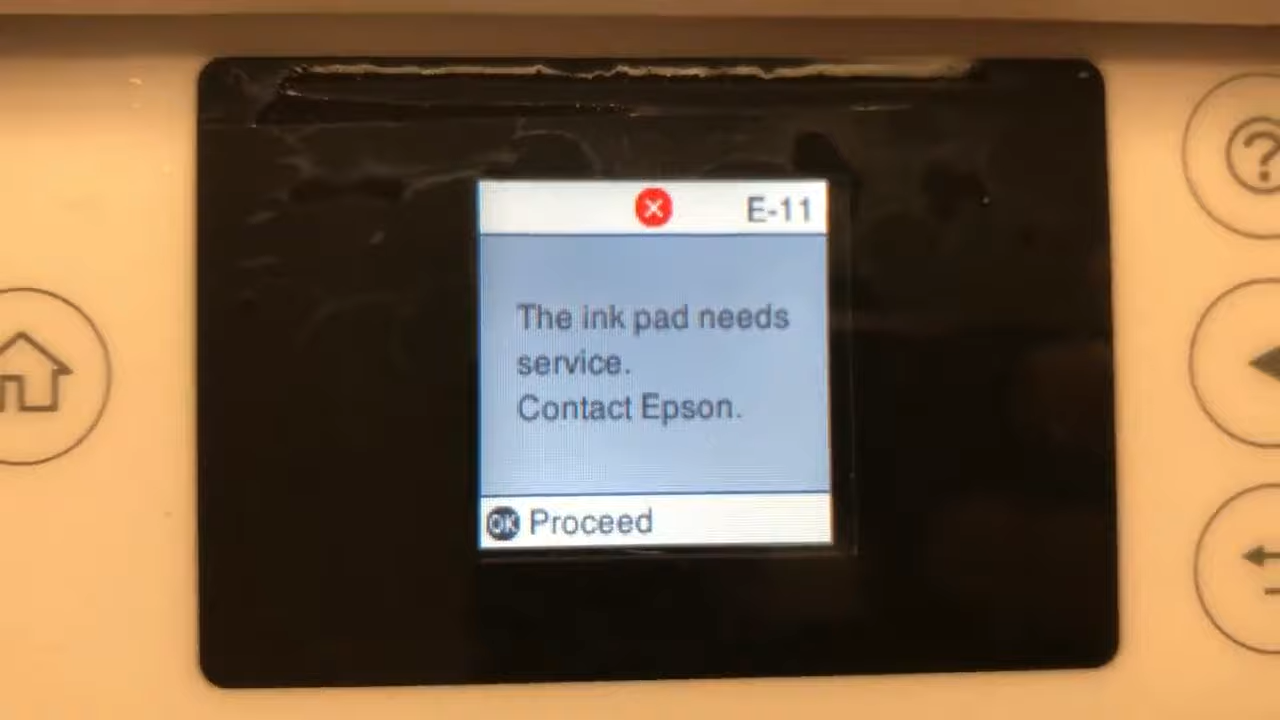 E-11
The ink pad needs
service.
Contact Epson.
OK Proceed
?